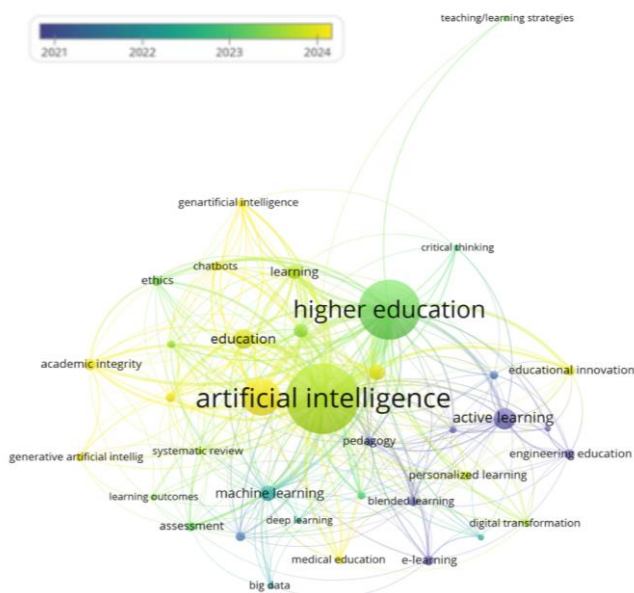 teaching/learning strategies
2021 2022 2023 2024
genartificial intelligence
critical thinking
chatbots
learning
ethics
higher education
education
academic integrity
educational innovation
artificial intelligence
active learning
pedagogy
systematic review
engineering education
generative artificial intellig
personalized learning
machine learning
learning outcomes
blended learning
deep learning
assessment
digital transformation
medical education
e-learning
big data